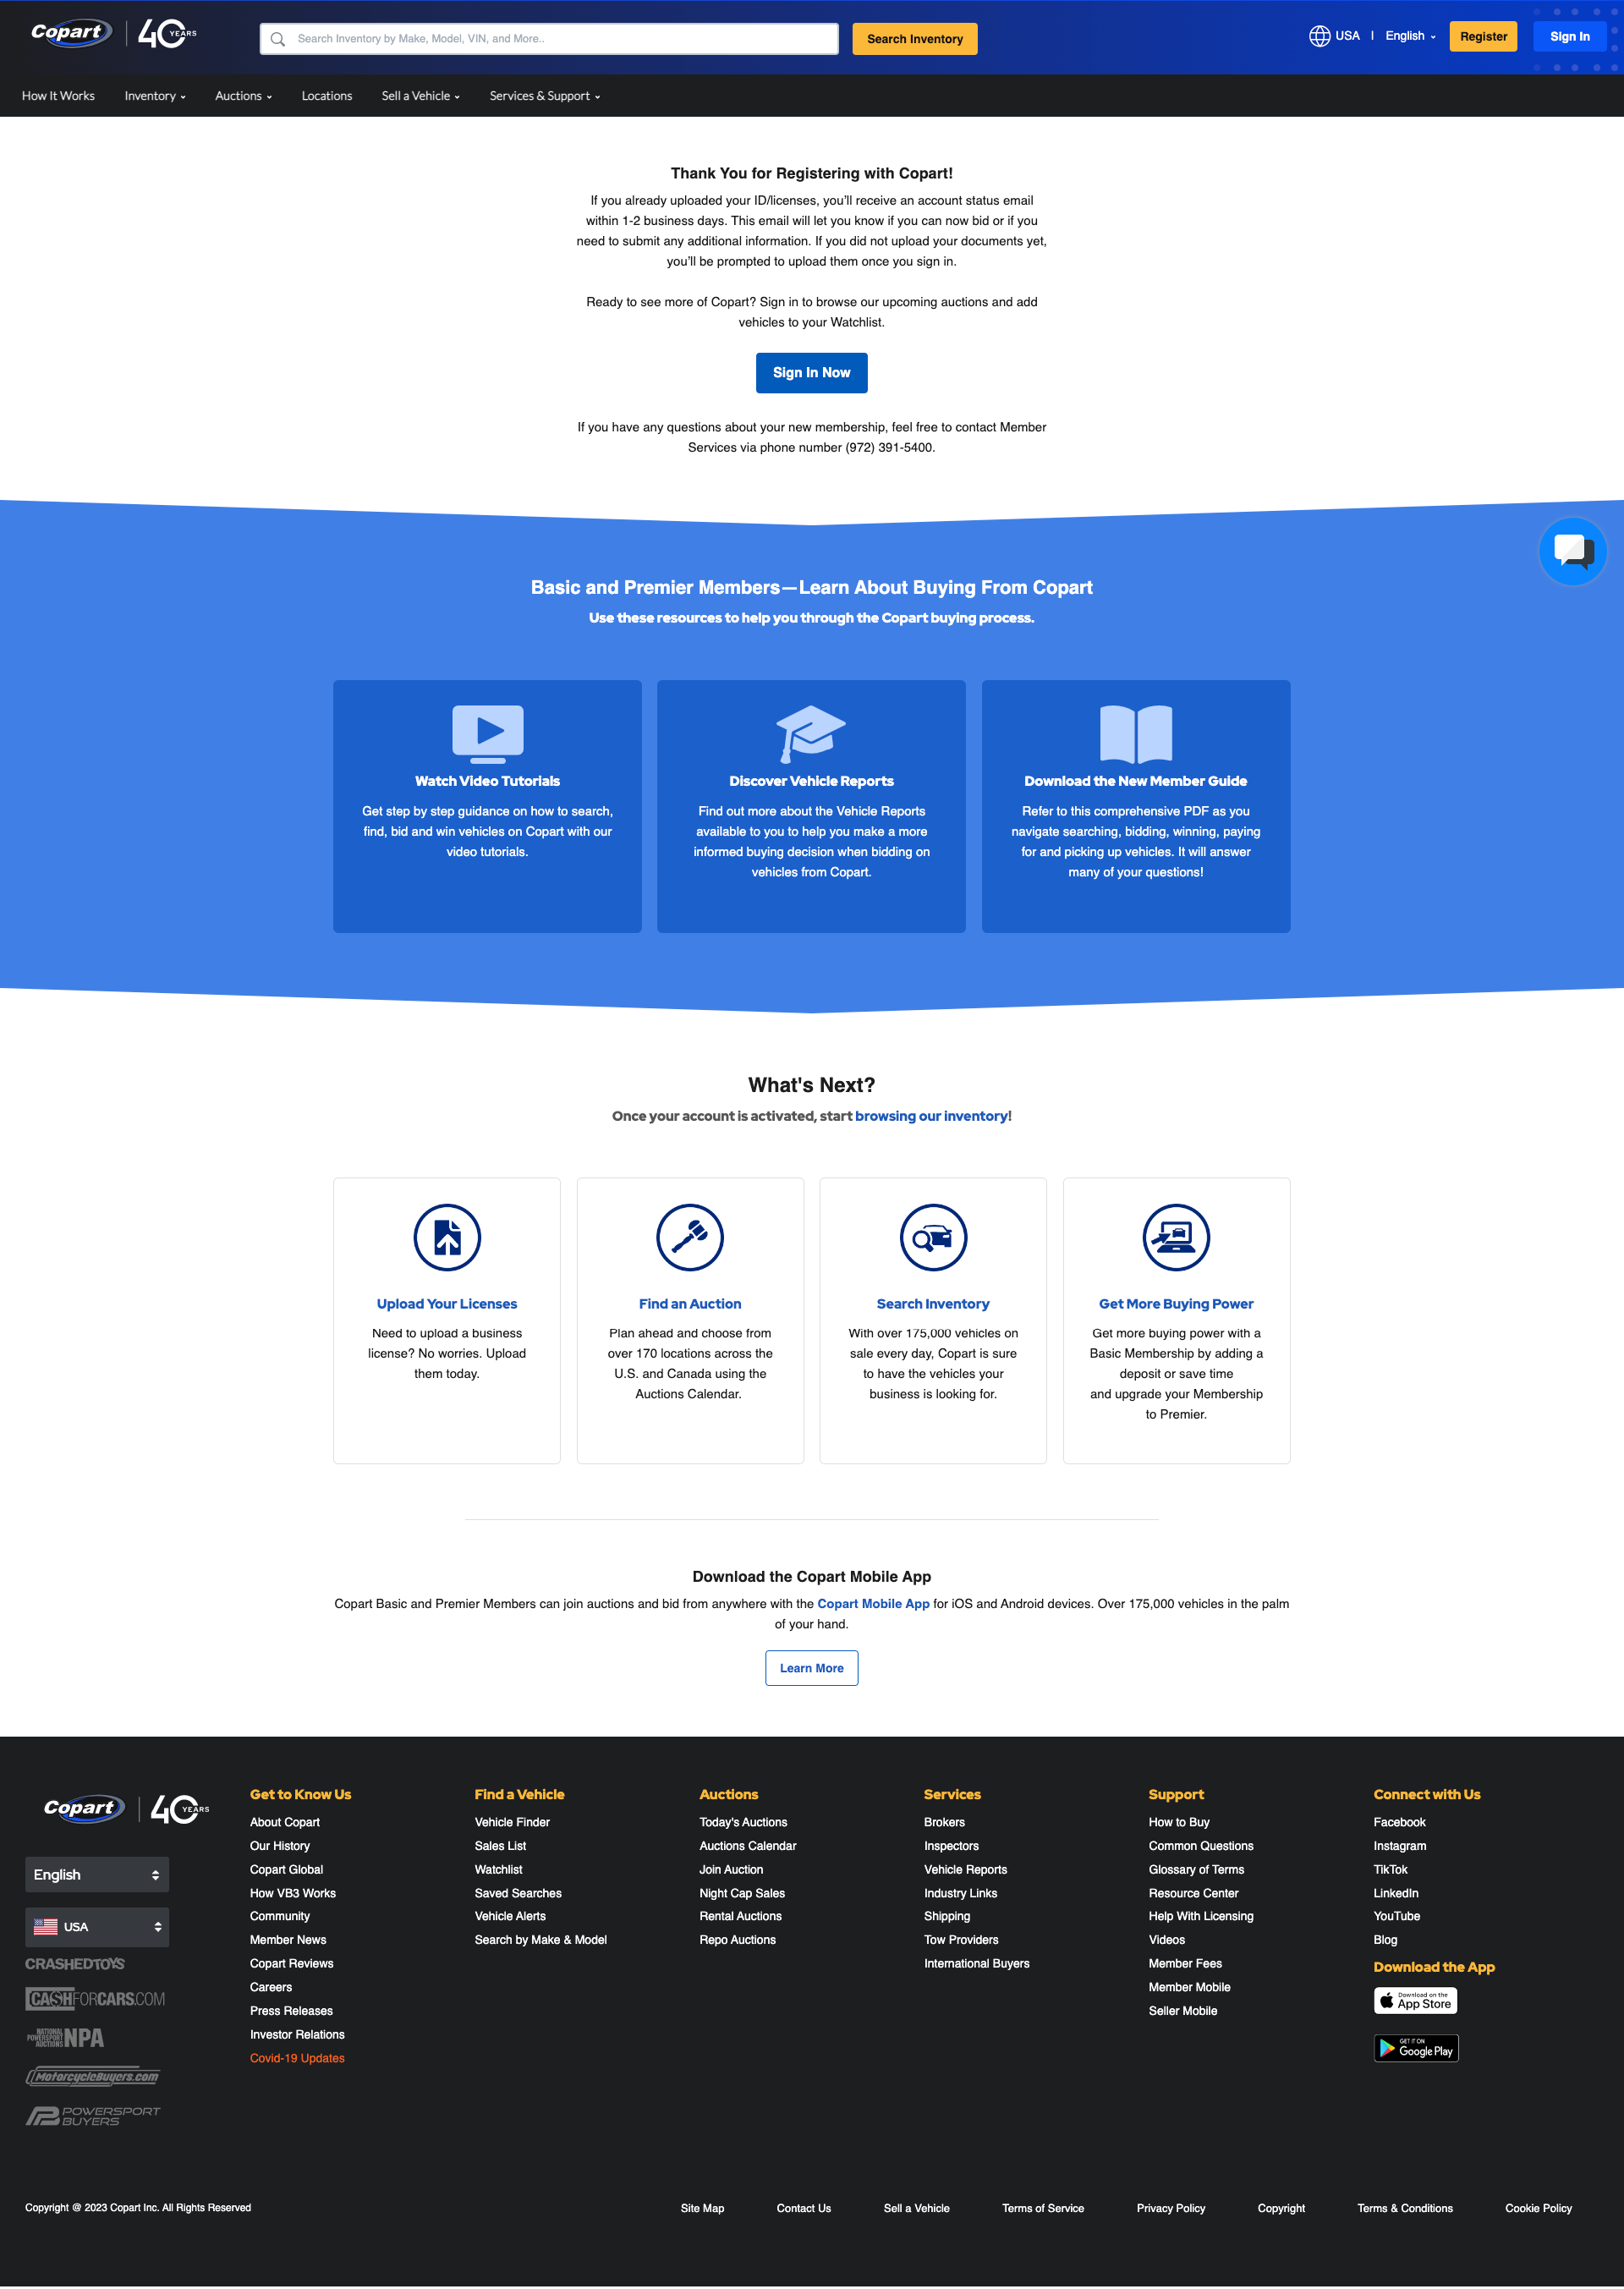 Copart
40 YEARS
Search Inventory by Make, Model, VIN, and More..
Search Inventory
USA | English
Register
Sign In
How It Works
Inventory
Auctions
Locations
Sell a Vehicle
Services & Support
Thank You for Registering with Copart!
If you already uploaded your ID/licenses, you'll receive an account status email
within 1-2 business days. This email will let you know if you can now bid or if you
need to submit any additional information. If you did not upload your documents yet,
you'll be prompted to upload them once you sign in.
Ready to see more of Copart? Sign in to browse our upcoming auctions and add
vehicles to your Watchlist.
Sign In Now
If you have any questions about your new membership, feel free to contact Member
Services via phone number (972) 391-5400.
Basic and Premier Members—Learn About Buying From Copart
Use these resources to help you through the Copart buying process.
Watch Video Tutorials
Get step by step guidance on how to search,
find, bid and win vehicles on Copart with our
video tutorials.
Discover Vehicle Reports
Find out more about the Vehicle Reports
available to you to help you make a more
informed buying decision when bidding on
vehicles from Copart.
Download the New Member Guide
Refer to this comprehensive PDF as you
navigate searching, bidding, winning, paying
for and picking up vehicles. It will answer
many of your questions!
What's Next?
Once your account is activated, start browsing our inventory!
Upload Your Licenses
Need to upload a business
license? No worries. Upload
them today.
Find an Auction
Plan ahead and choose from
over 170 locations across the
U.S. and Canada using the
Auctions Calendar.
Search Inventory
With over 175,000 vehicles on
sale every day, Copart is sure
to have the vehicles your
business is looking for.
Get More Buying Power
Get more buying power with a
Basic Membership by adding a
deposit or save time
and upgrade your Membership
to Premier.
Download the Copart Mobile App
Copart Basic and Premier Members can join auctions and bid from anywhere with the Copart Mobile App for iOS and Android devices. Over 175,000 vehicles in the palm
of your hand.
Learn More
Copart
40 YEARS
English
USA
CRASHEDTOYS
CASHFORCARS.COM
NATIONAL POWERSPORT AUCTIONS NPA
MotorcycleBuyers.com
POWERSPORT
BUYERS
Get to Know Us
About Copart
Our History
Copart Global
How VB3 Works
Community
Member News
Copart Reviews
Careers
Press Releases
Investor Relations
Covid-19 Updates
Find a Vehicle
Vehicle Finder
Sales List
Watchlist
Saved Searches
Vehicle Alerts
Search by Make & Model
Auctions
Today's Auctions
Auctions Calendar
Join Auction
Night Cap Sales
Rental Auctions
Repo Auctions
Services
Brokers
Inspectors
Vehicle Reports
Industry Links
Shipping
Tow Providers
International Buyers
Support
How to Buy
Common Questions
Glossary of Terms
Resource Center
Help With Licensing
Videos
Member Fees
Member Mobile
Seller Mobile
Connect with Us
Facebook
Instagram
TikTok
LinkedIn
YouTube
Blog
Download the App
Download on the
App Store
GET IT ON
Google Play
Copyright @ 2023 Copart Inc. All Rights Reserved
Site Map
Contact Us
Sell a Vehicle
Terms of Service
Privacy Policy
Copyright
Terms & Conditions
Cookie Policy